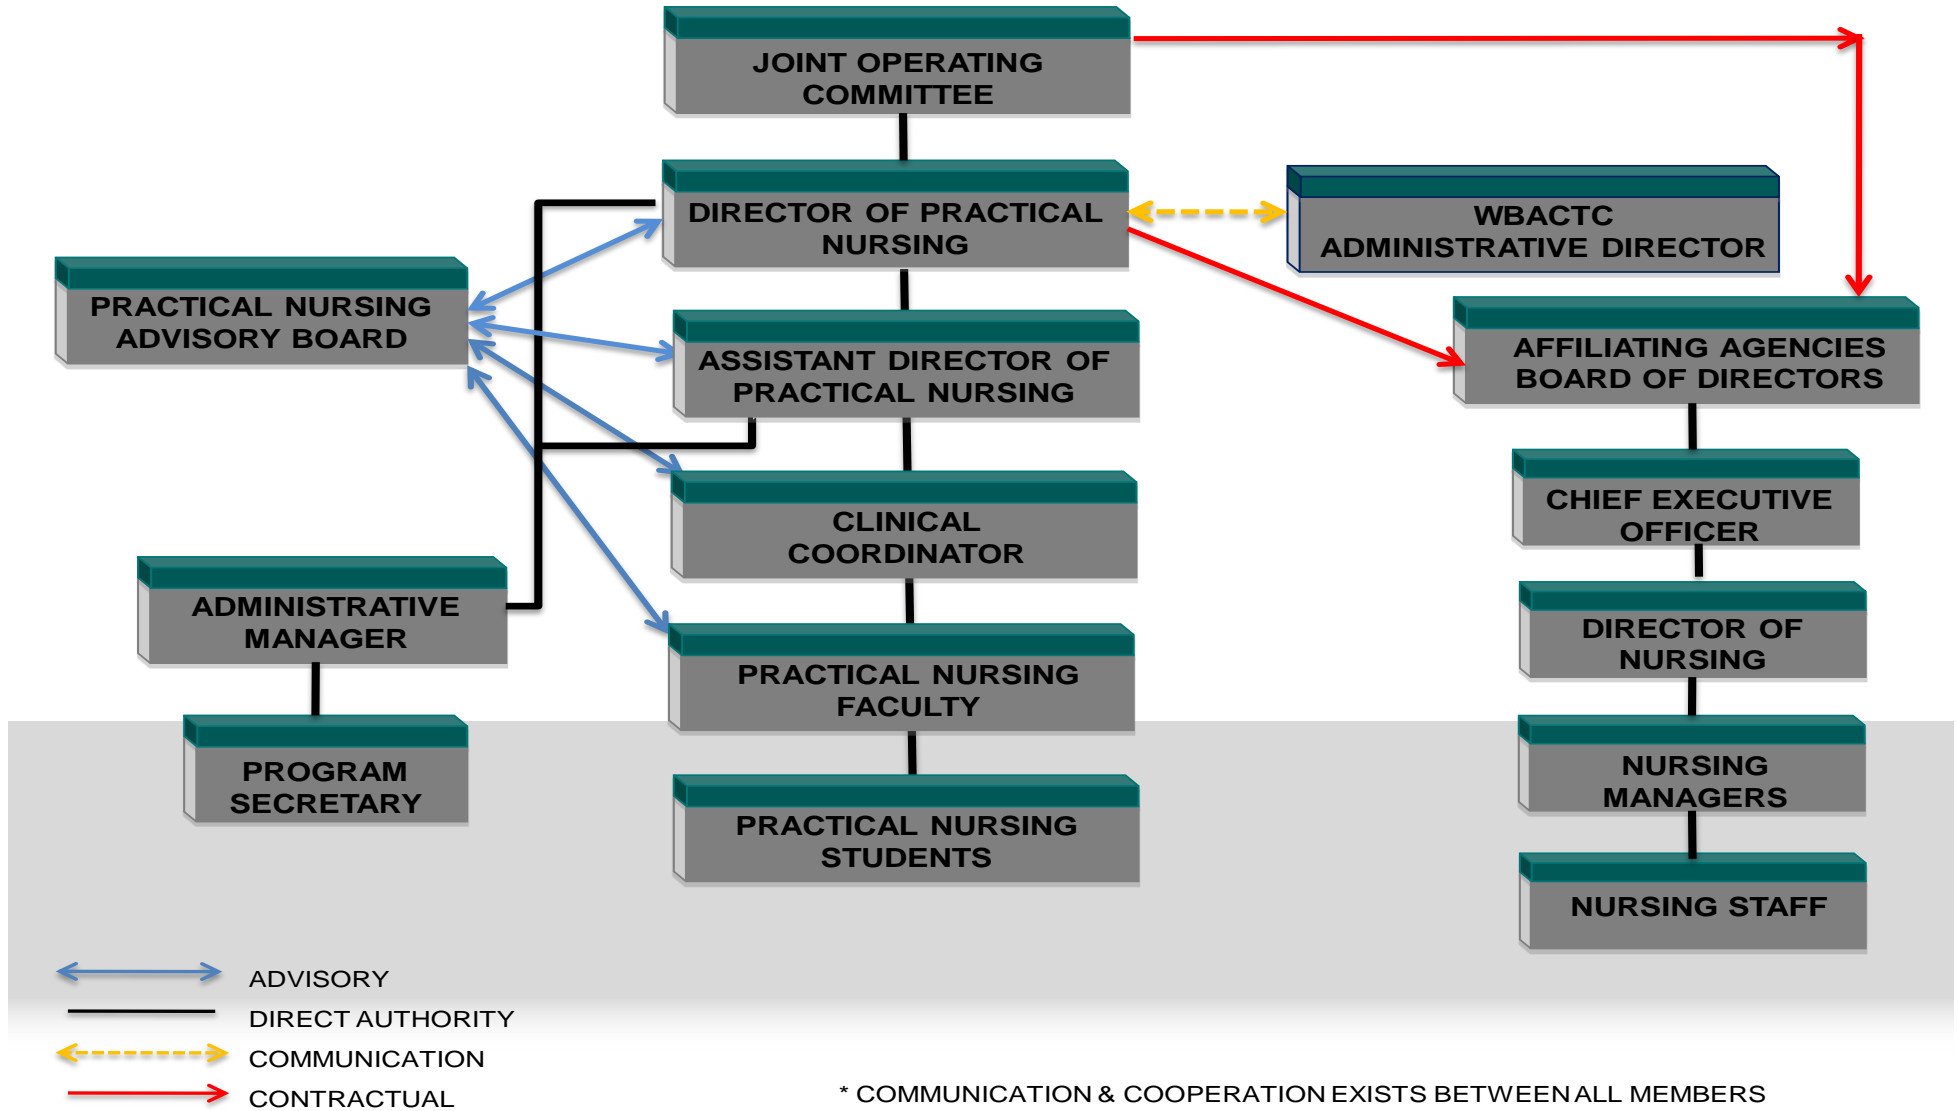 JOINT OPERATING
COMMITTEE
DIRECTOR OF PRACTICAL
NURSING
WBACTC
ADMINISTRATIVE DIRECTOR
PRACTICAL NURSING
ADVISORY BOARD
ASSISTANT DIRECTOR OF
PRACTICAL NURSING
AFFILIATING AGENCIES
BOARD OF DIRECTORS
CLINICAL
COORDINATOR
CHIEF EXECUTIVE
OFFICER
ADMINISTRATIVE
MANAGER
PRACTICAL NURSING
FACULTY
DIRECTOR OF
NURSING
PROGRAM
SECRETARY
PRACTICAL NURSING
STUDENTS
NURSING
MANAGERS
NURSING STAFF
ADVISORY
DIRECT AUTHORITY
COMMUNICATION
CONTRACTUAL
* COMMUNICATION & COOPERATION EXISTS BETWEEN ALL MEMBERS